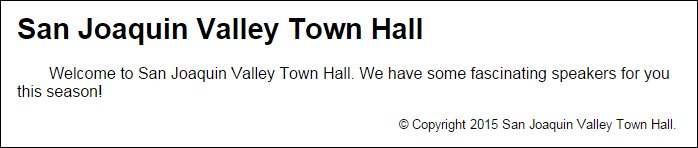 San Joaquin Valley Town Hall
Welcome to San Joaquin Valley Town Hall. We have some fascinating speakers for you
this season!
© Copyright 2015 San Joaquin Valley Town Hall.